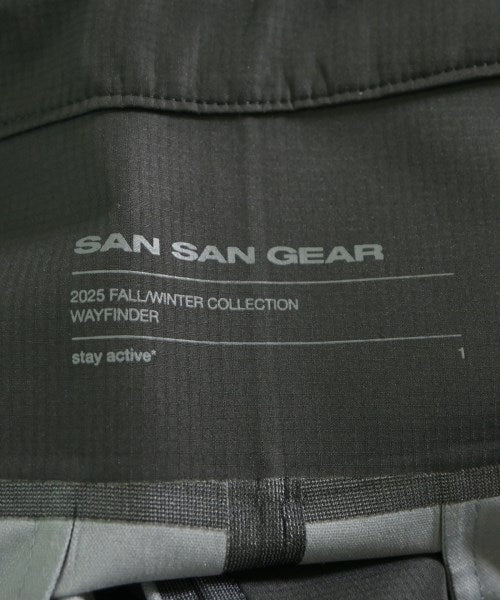 SAN SAN GEAR
2025 FALL/WINTER COLLECTION
WAYFINDER
stay active* 1